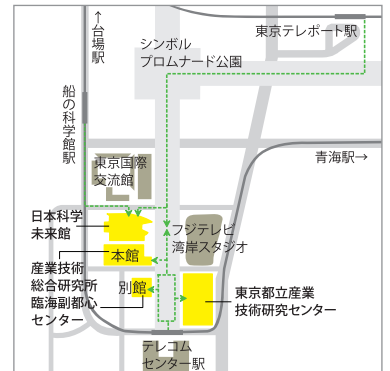 ↑台場駅
東京テレポート駅
シンボル
プロムナード公園
船の科学館駅
青海駅→
東京国際
交流館
日本科学
未来館
フジテレビ
湾岸スタジオ
本館
産業技術
総合研究所
臨海副都心
センター
別館
東京都立産業
技術研究センター
テレコム
センター駅